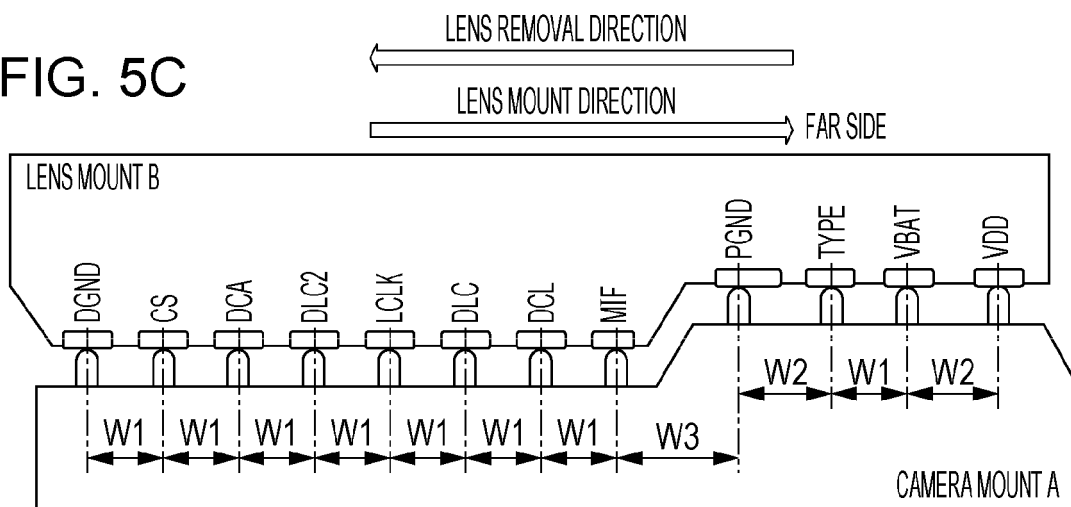 FIG. 5C
LENS REMOVAL DIRECTION
LENS MOUNT DIRECTION
FAR SIDE
LENS MOUNT B
DGND
CS
DCA
DLC2
LCLK
DLC
DCL
MIF
PGND
TYPE
VBAT
VDD
W2
W1
W2
W1
W1
W1
W1
W1
W1
W1
W3
CAMERA MOUNT A